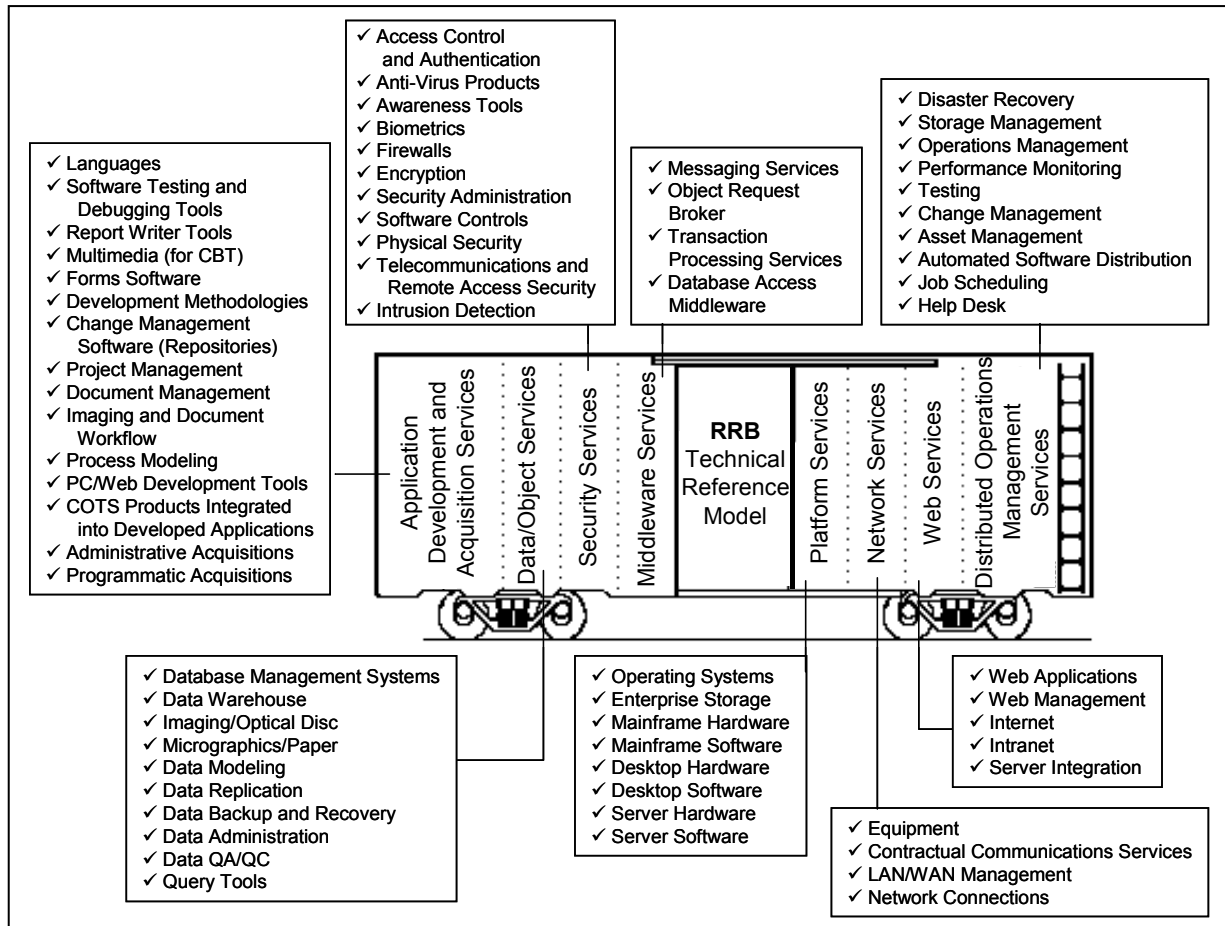 ✓ Access Control
and Authentication
✓ Anti-Virus Products
✓ Awareness Tools
✓ Biometrics
✓ Firewalls
✓ Encryption
✓ Security Administration
✓ Software Controls
✓ Physical Security
✓ Telecommunications and
Remote Access Security
✓ Intrusion Detection
✓ Disaster Recovery
✓ Storage Management
✓ Operations Management
✓ Performance Monitoring
✓ Testing
✓ Change Management
✓ Asset Management
✓ Automated Software Distribution
✓ Job Scheduling
✓ Help Desk
✓ Languages
✓ Software Testing and
Debugging Tools
✓ Report Writer Tools
✓ Multimedia (for CBT)
✓ Forms Software
✓ Development Methodologies
✓ Change Management
Software (Repositories)
✓ Project Management
✓ Document Management
✓ Imaging and Document
Workflow
✓ Process Modeling
✓ PC/Web Development Tools
✓ COTS Products Integrated
into Developed Applications
✓ Administrative Acquisitions
✓ Programmatic Acquisitions
✓ Messaging Services
✓ Object Request
Broker
✓ Transaction
Processing Services
✓ Database Access
Middleware
Application
Development and
Acquisition Services
Data/Object Services
Security Services
Middleware Services
RRB
Technical
Reference
Model
Platform Services
Network Services
Web Services
Distributed Operations
Management
Services
✓ Database Management Systems
✓ Data Warehouse
✓ Imaging/Optical Disc
✓ Micrographics/Paper
✓ Data Modeling
✓ Data Replication
✓ Data Backup and Recovery
✓ Data Administration
✓ Data QA/QC
✓ Query Tools
✓ Operating Systems
✓ Enterprise Storage
✓ Mainframe Hardware
✓ Mainframe Software
✓ Desktop Hardware
✓ Desktop Software
✓ Server Hardware
✓ Server Software
✓ Web Applications
✓ Web Management
✓ Internet
✓ Intranet
✓ Server Integration
✓ Equipment
✓ Contractual Communications Services
✓ LAN/WAN Management
✓ Network Connections